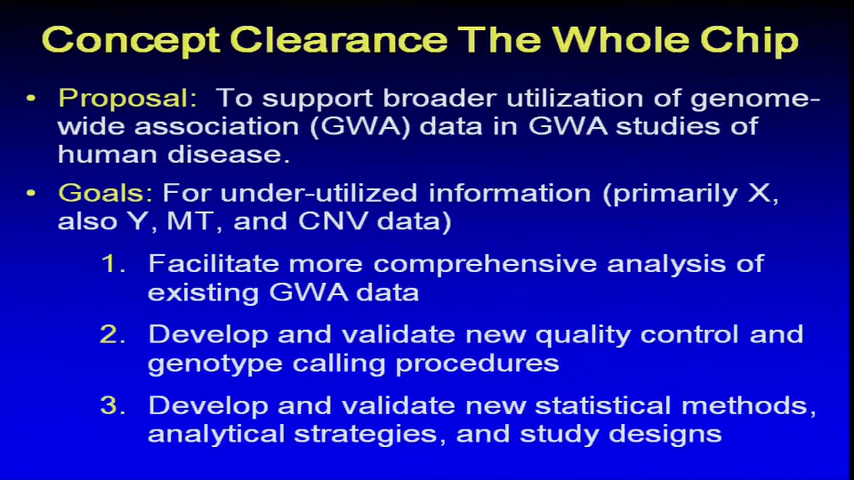 Concept Clearance The Whole Chip
• Proposal: To support broader utilization of genome-
wide association (GWA) data in GWA studies of
human disease.
• Goals: For under-utilized information (primarily X,
also Y, MT, and CNV data)
1. Facilitate more comprehensive analysis of
existing GWA data
2. Develop and validate new quality control and
genotype calling procedures
3. Develop and validate new statistical methods,
analytical strategies, and study designs